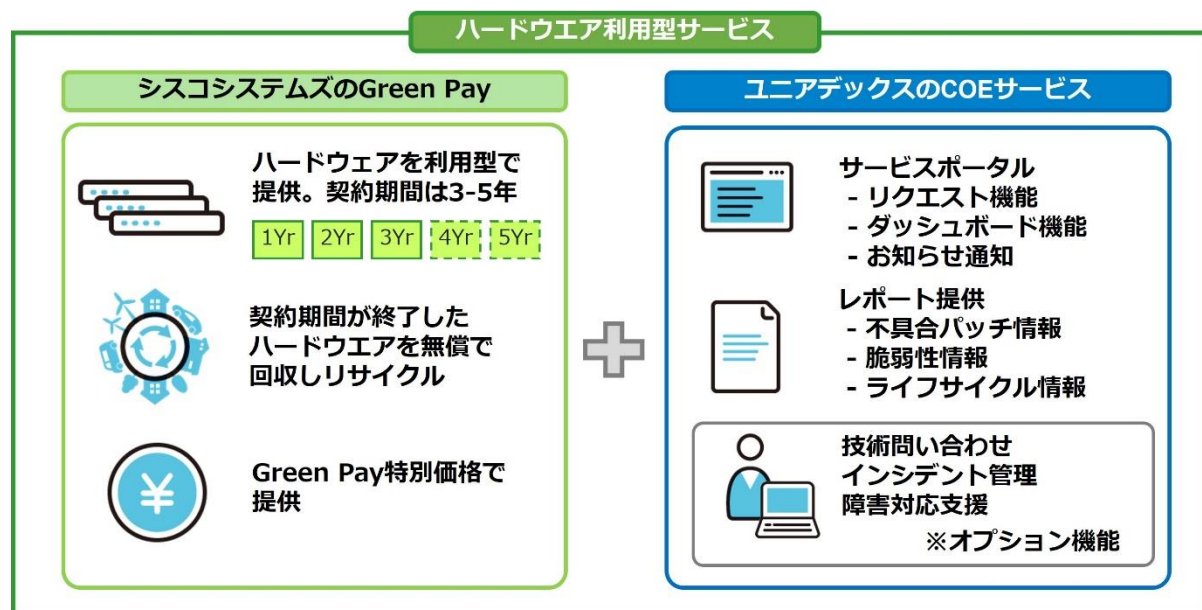 ハードウエア利用型サービス
シスコシステムズのGreen Pay
ハードウェアを利用型で
提供。契約期間は3-5年
1Yr 2Yr 3Yr 4Yr 5Yr
契約期間が終了した
ハードウエアを無償で
回収しリサイクル
Green Pay特別価格で
提供
ユニアデックスのCOEサービス
サービスポータル
- リクエスト機能
- ダッシュボード機能
- お知らせ通知
レポート提供
- 不具合パッチ情報
- 脆弱性情報
- ライフサイクル情報
技術問い合わせ
インシデント管理
障害対応支援
※オプション機能